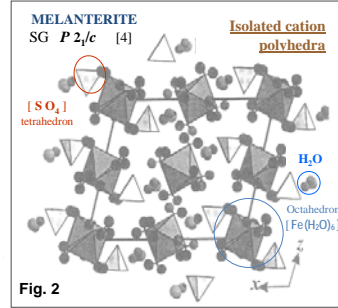 MELANTERITE
SG P 2₁/c [4]
Isolated cation
polyhedra
[ S O₄ ]
tetrahedron
H₂O
Octahedron
[ Fe(H₂O)₆ ]
z
x
Fig. 2